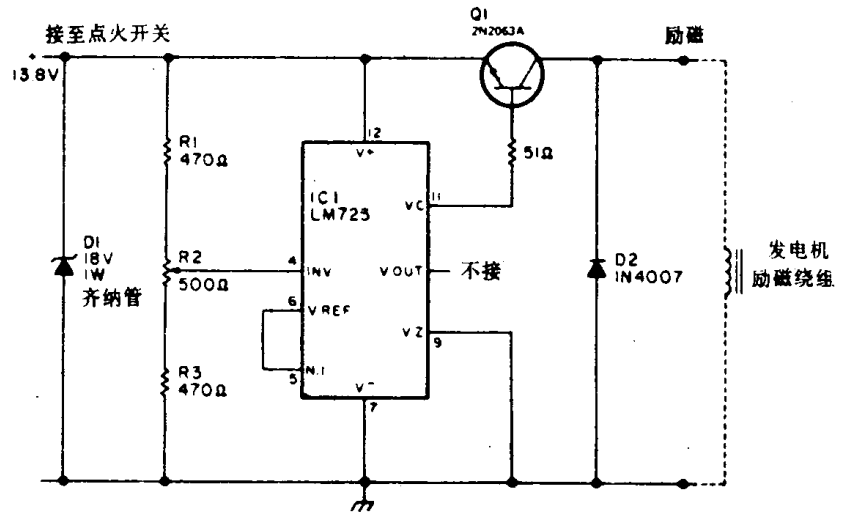 接至点火开关
+
13.8V
Q1
2N2063A
励磁
R1
470Ω
12
V+
51Ω
IC1
LM723
11
VC
D1
18V
1W
齐纳管
R2
500Ω
4
INV
VOUT
不接
D2
1N4007
发电机
励磁绕组
6
VREF
VZ
9
R3
470Ω
5
N.I
V-
7